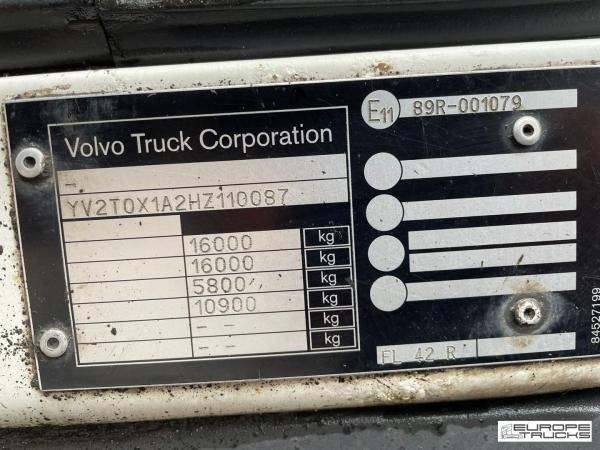 E11 89R-001079
Volvo Truck Corporation
-
YV2T0X1A2HZ110087
16000 kg
16000 kg
5800 kg
10900 kg
- - kg
- - kg
FL 42 R
84527199
EUROPE
TRUCKS